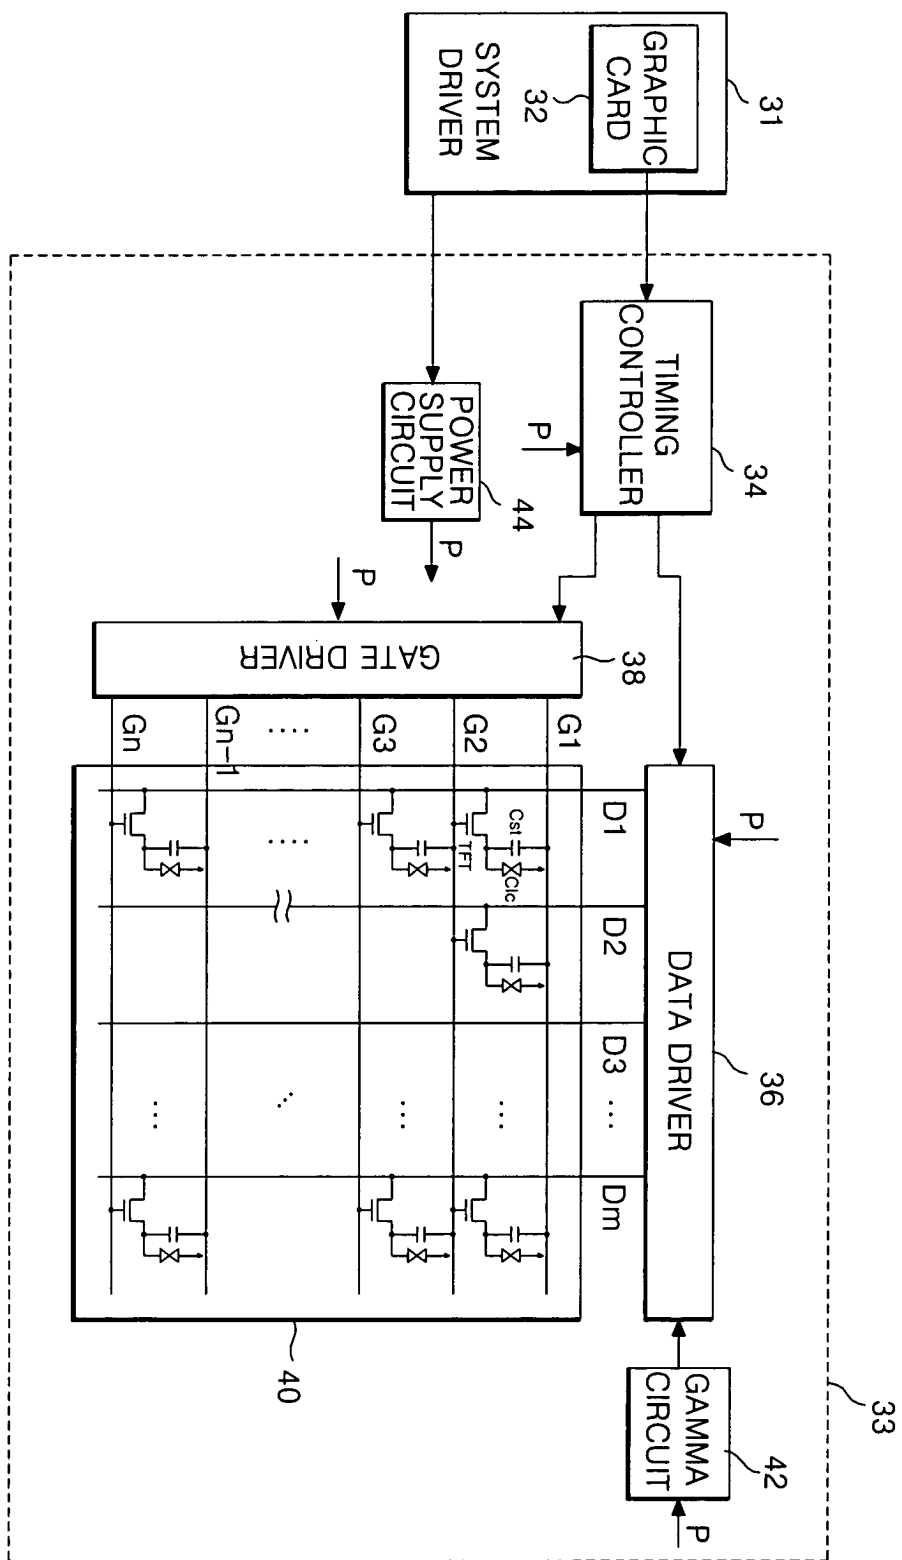 31
GRAPHIC
CARD
32
SYSTEM
DRIVER
33
TIMING
CONTROLLER
34
P
POWER
SUPPLY
CIRCUIT
44
P
P
GATE DRIVER
38
DATA DRIVER
36
P
GAMMA
CIRCUIT
42
P
D1
D2
D3
....
Dm
G1
G2
G3
....
Gn-1
Gn
Cst
Clc
TFT
....
...
...
...
...
40